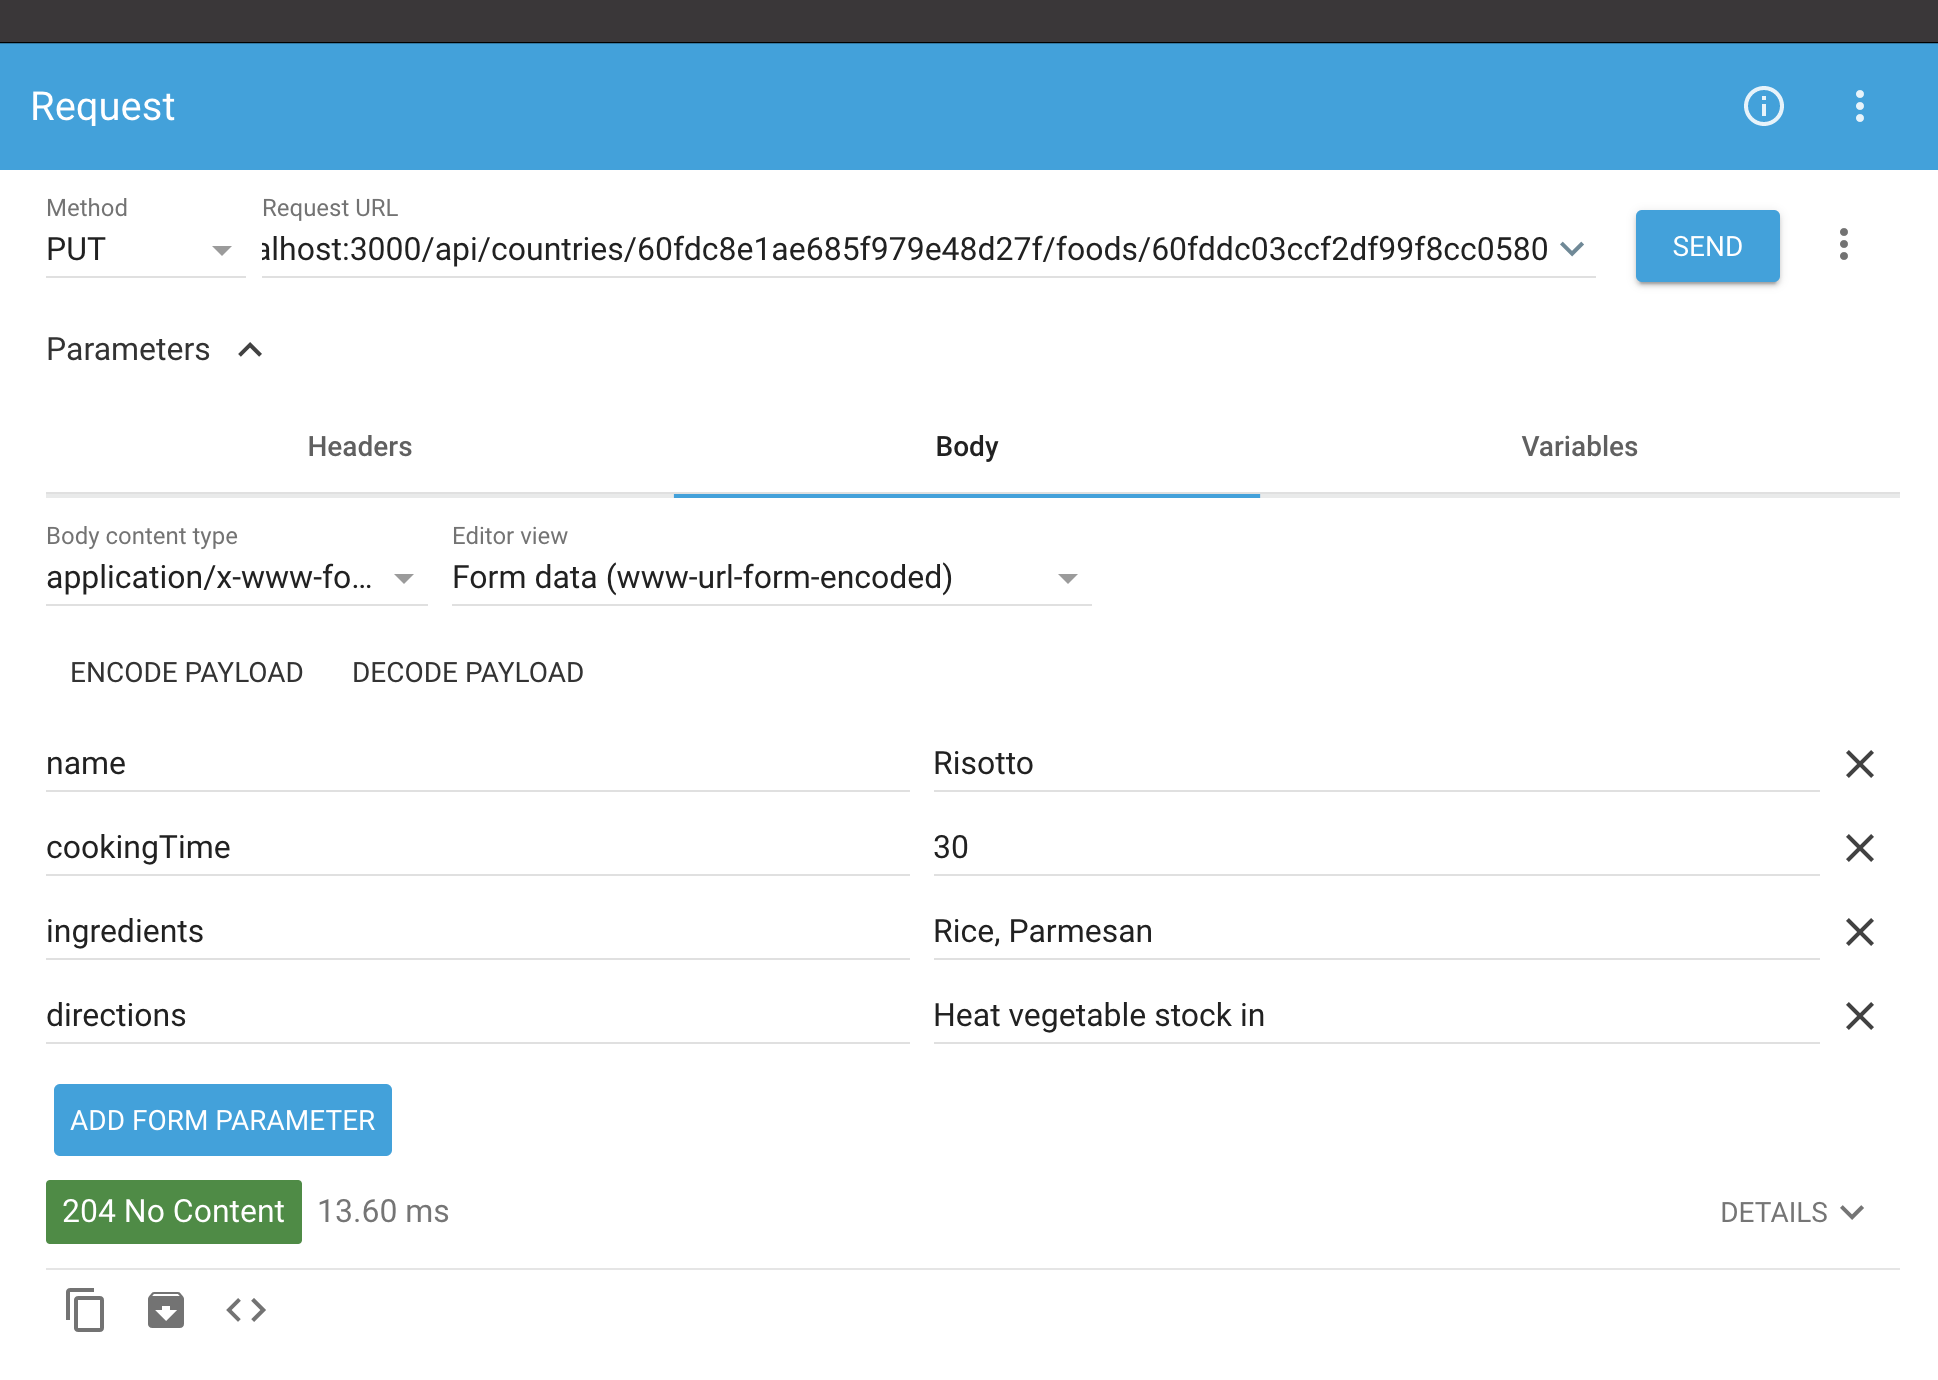 Request
Method
PUT
Request URL
alhost:3000/api/countries/60fdc8e1ae685f979e48d27f/foods/60fddc03ccf2df99f8cc0580
SEND
Parameters
Headers
Body
Variables
Body content type
application/x-www-fo...
Editor view
Form data (www-url-form-encoded)
ENCODE PAYLOAD
DECODE PAYLOAD
name
Risotto
cookingTime
30
ingredients
Rice, Parmesan
directions
Heat vegetable stock in
ADD FORM PARAMETER
204 No Content
13.60 ms
DETAILS